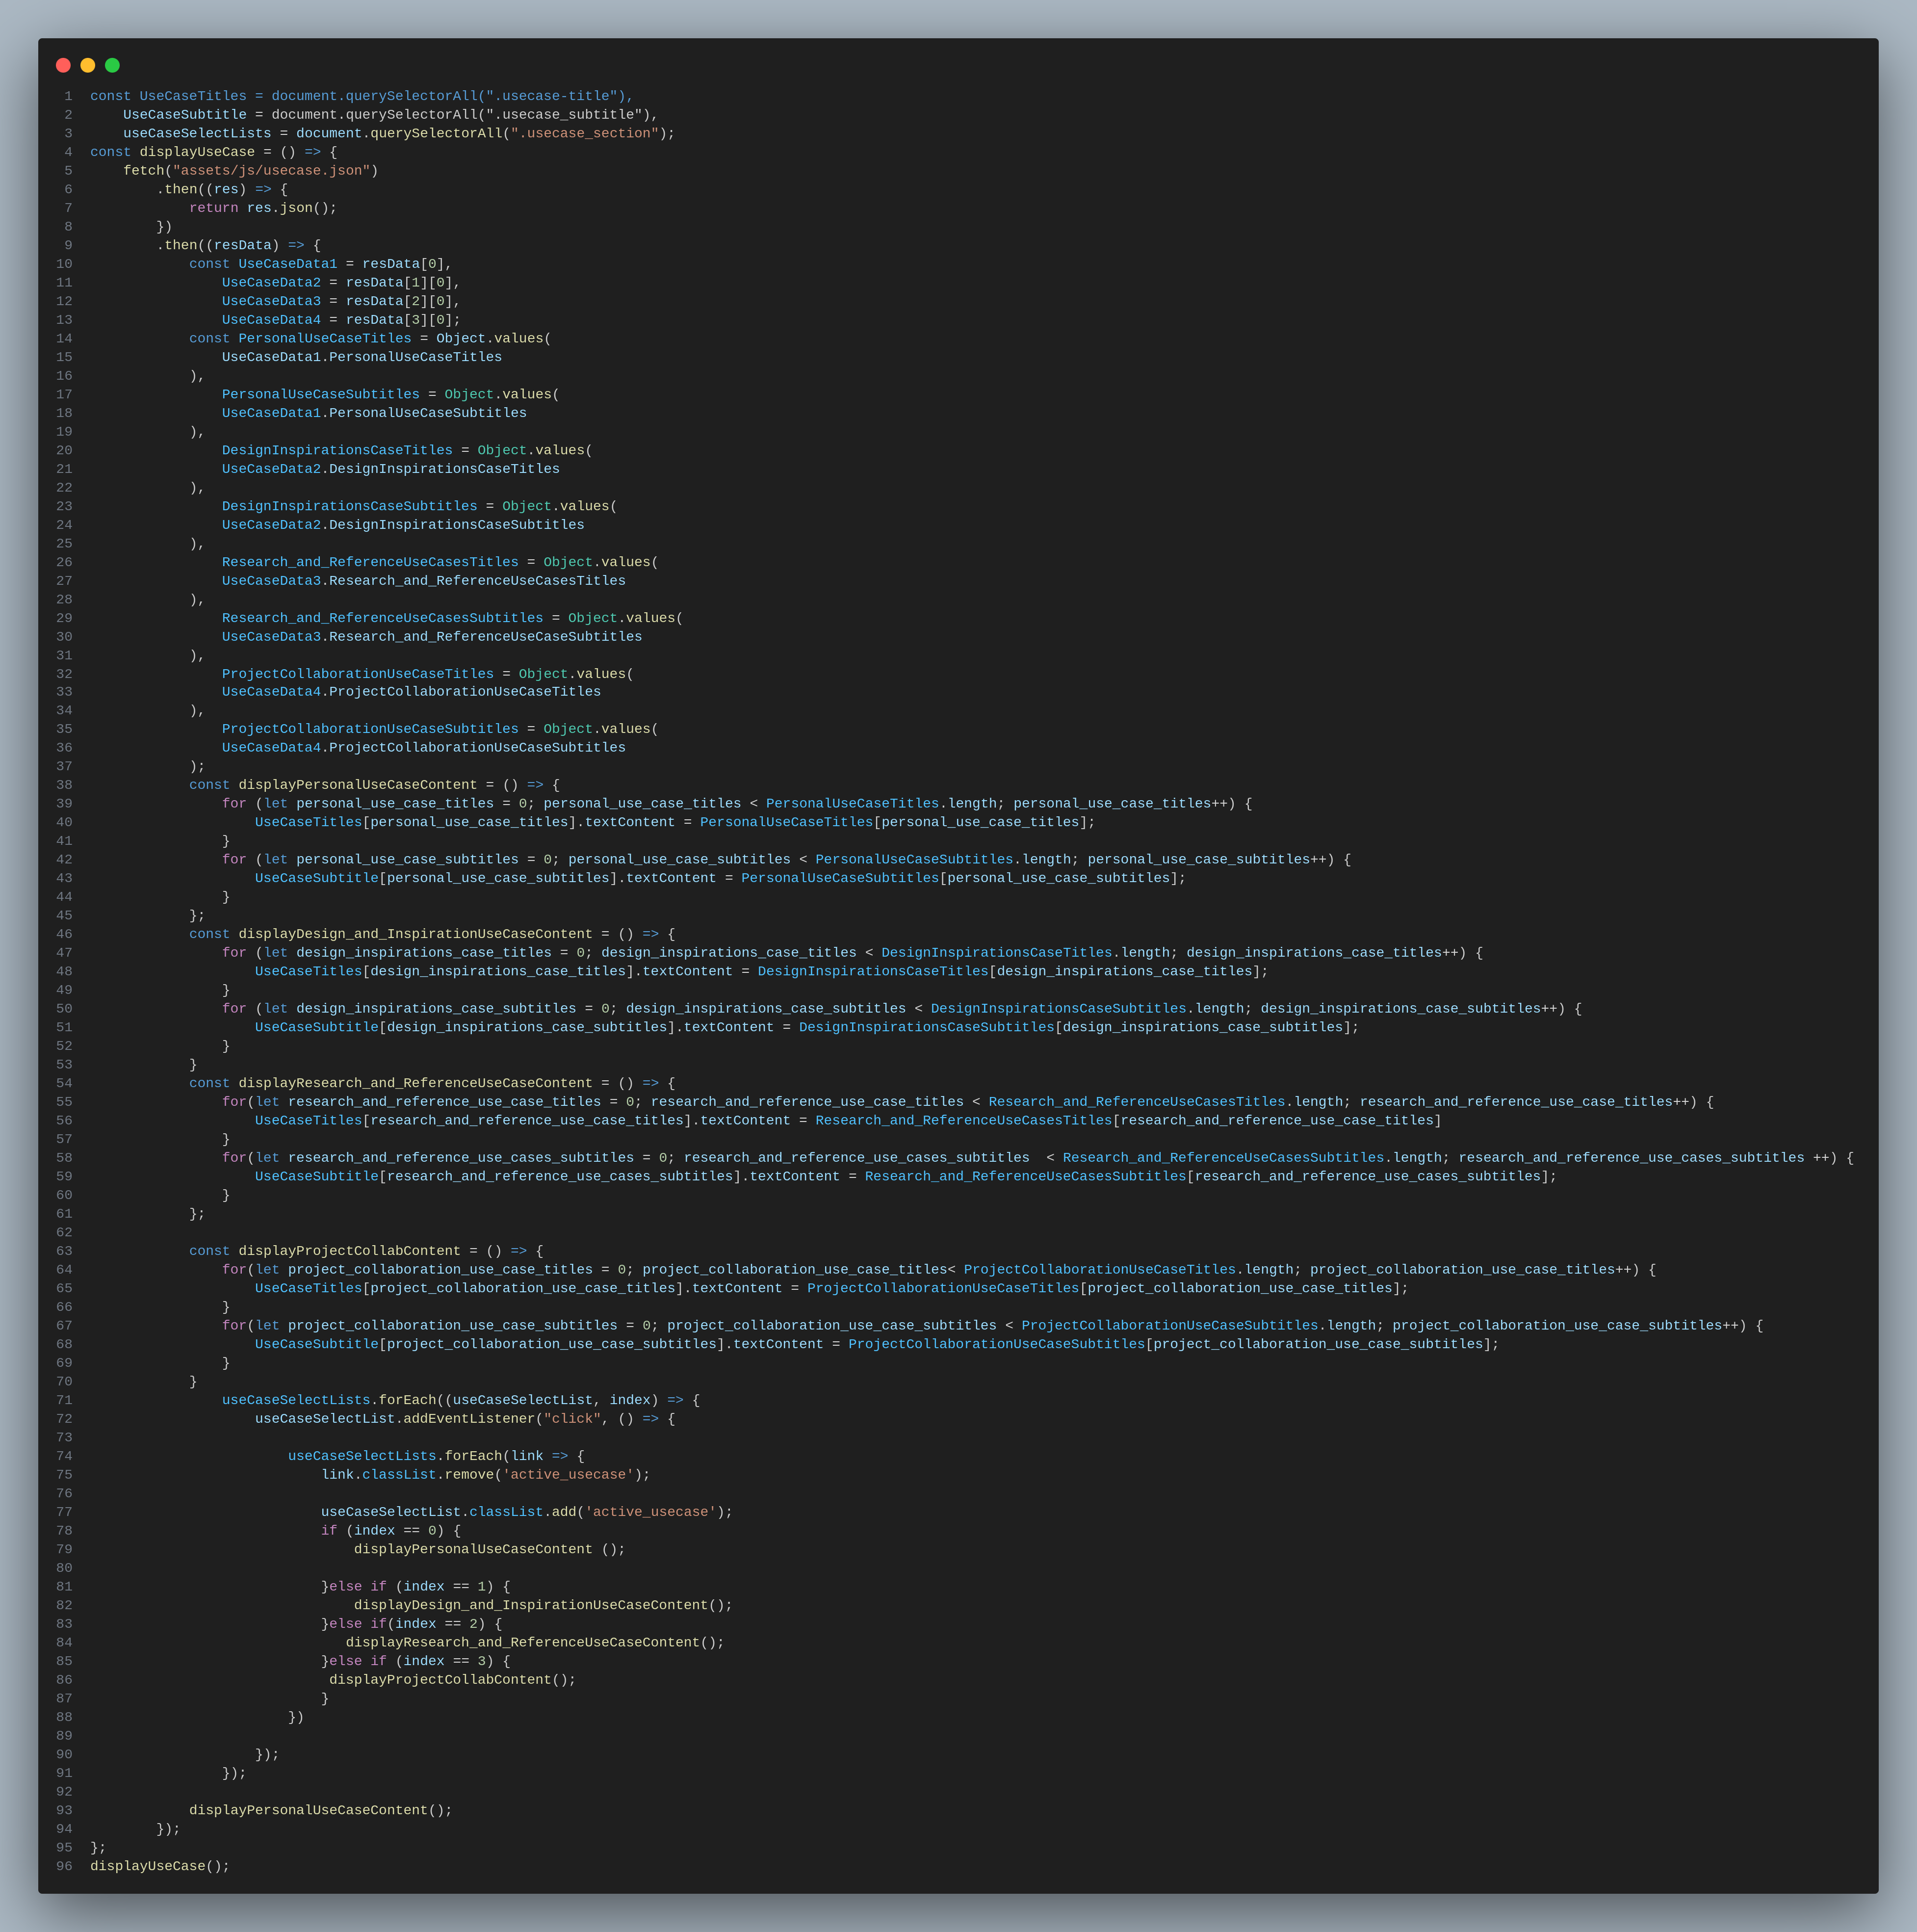 1 const UseCaseTitles = document.querySelectorAll(".usecase-title"),
2     UseCaseSubtitle = document.querySelectorAll(".usecase_subtitle"),
3     useCaseSelectLists = document.querySelectorAll(".usecase_section");
4 const displayUseCase = () => {
5     fetch("assets/js/usecase.json")
6         .then((res) => {
7             return res.json();
8         })
9         .then((resData) => {
10             const UseCaseData1 = resData[0],
11                 UseCaseData2 = resData[1][0],
12                 UseCaseData3 = resData[2][0],
13                 UseCaseData4 = resData[3][0];
14             const PersonalUseCaseTitles = Object.values(
15                 UseCaseData1.PersonalUseCaseTitles
16             ),
17                 PersonalUseCaseSubtitles = Object.values(
18                 UseCaseData1.PersonalUseCaseSubtitles
19             ),
20                 DesignInspirationsCaseTitles = Object.values(
21                 UseCaseData2.DesignInspirationsCaseTitles
22             ),
23                 DesignInspirationsCaseSubtitles = Object.values(
24                 UseCaseData2.DesignInspirationsCaseSubtitles
25             ),
26                 Research_and_ReferenceUseCasesTitles = Object.values(
27                 UseCaseData3.Research_and_ReferenceUseCasesTitles
28             ),
29                 Research_and_ReferenceUseCasesSubtitles = Object.values(
30                 UseCaseData3.Research_and_ReferenceUseCaseSubtitles
31             ),
32                 ProjectCollaborationUseCaseTitles = Object.values(
33                 UseCaseData4.ProjectCollaborationUseCaseTitles
34             ),
35                 ProjectCollaborationUseCaseSubtitles = Object.values(
36                 UseCaseData4.ProjectCollaborationUseCaseSubtitles
37             );
38             const displayPersonalUseCaseContent = () => {
39                 for (let personal_use_case_titles = 0; personal_use_case_titles < PersonalUseCaseTitles.length; personal_use_case_titles++) {
40                     UseCaseTitles[personal_use_case_titles].textContent = PersonalUseCaseTitles[personal_use_case_titles];
41                 }
42                 for (let personal_use_case_subtitles = 0; personal_use_case_subtitles < PersonalUseCaseSubtitles.length; personal_use_case_subtitles++) {
43                     UseCaseSubtitle[personal_use_case_subtitles].textContent = PersonalUseCaseSubtitles[personal_use_case_subtitles];
44                 }
45             };
46             const displayDesign_and_InspirationUseCaseContent = () => {
47                 for (let design_inspirations_case_titles = 0; design_inspirations_case_titles < DesignInspirationsCaseTitles.length; design_inspirations_case_titles++) {
48                     UseCaseTitles[design_inspirations_case_titles].textContent = DesignInspirationsCaseTitles[design_inspirations_case_titles];
49                 }
50                 for (let design_inspirations_case_subtitles = 0; design_inspirations_case_subtitles < DesignInspirationsCaseSubtitles.length; design_inspirations_case_subtitles++) {
51                     UseCaseSubtitle[design_inspirations_case_subtitles].textContent = DesignInspirationsCaseSubtitles[design_inspirations_case_subtitles];
52                 }
53             }
54             const displayResearch_and_ReferenceUseCaseContent = () => {
55                 for(let research_and_reference_use_case_titles = 0; research_and_reference_use_case_titles < Research_and_ReferenceUseCasesTitles.length; research_and_reference_use_case_titles++) {
56                     UseCaseTitles[research_and_reference_use_case_titles].textContent = Research_and_ReferenceUseCasesTitles[research_and_reference_use_case_titles]
57                 }
58                 for(let research_and_reference_use_cases_subtitles = 0; research_and_reference_use_cases_subtitles  < Research_and_ReferenceUseCasesSubtitles.length; research_and_reference_use_cases_subtitles ++) {
59                     UseCaseSubtitle[research_and_reference_use_cases_subtitles].textContent = Research_and_ReferenceUseCasesSubtitles[research_and_reference_use_cases_subtitles];
60                 }
61             };
62
63             const displayProjectCollabContent = () => {
64                 for(let project_collaboration_use_case_titles = 0; project_collaboration_use_case_titles< ProjectCollaborationUseCaseTitles.length; project_collaboration_use_case_titles++) {
65                     UseCaseTitles[project_collaboration_use_case_titles].textContent = ProjectCollaborationUseCaseTitles[project_collaboration_use_case_titles];
66                 }
67                 for(let project_collaboration_use_case_subtitles = 0; project_collaboration_use_case_subtitles < ProjectCollaborationUseCaseSubtitles.length; project_collaboration_use_case_subtitles++) {
68                     UseCaseSubtitle[project_collaboration_use_case_subtitles].textContent = ProjectCollaborationUseCaseSubtitles[project_collaboration_use_case_subtitles];
69                 }
70             }
71                 useCaseSelectLists.forEach((useCaseSelectList, index) => {
72                     useCaseSelectList.addEventListener("click", () => {
73
74                         useCaseSelectLists.forEach(link => {
75                             link.classList.remove('active_usecase');
76
77                             useCaseSelectList.classList.add('active_usecase');
78                             if (index == 0) {
79                                 displayPersonalUseCaseContent ();
80
81                             }else if (index == 1) {
82                                 displayDesign_and_InspirationUseCaseContent();
83                             }else if(index == 2) {
84                                displayResearch_and_ReferenceUseCaseContent();
85                             }else if (index == 3) {
86                              displayProjectCollabContent();
87                             }
88                         })
89
90                     });
91                 });
92
93             displayPersonalUseCaseContent();
94         });
95 };
96 displayUseCase();